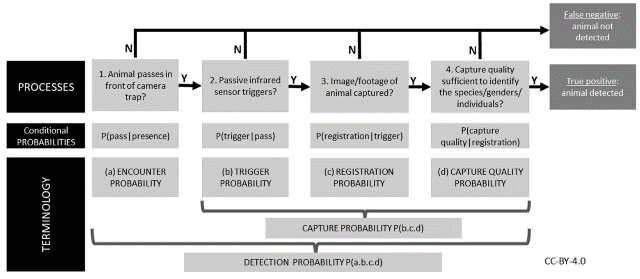 False negative:
animal not
detected
N
N
N
N
PROCESSES
1. Animal passes in
front of camera
trap?
Y
2. Passive infrared
sensor triggers?
Y
3. Image/footage of
animal captured?
Y
4. Capture quality
sufficient to identify
the species/genders/
individuals?
Y
True positive:
animal detected
Conditional
PROBABILITIES
P(pass|presence)
P(trigger|pass)
P(registration|trigger)
P(capture
quality|registration)
TERMINOLOGY
(a) ENCOUNTER
PROBABILITY
(b) TRIGGER
PROBABILITY
(c) REGISTRATION
PROBABILITY
(d) CAPTURE QUALITY
PROBABILITY
CAPTURE PROBABILITY P(b.c.d)
DETECTION PROBABILITY P(a.b.c.d)
CC-BY-4.0